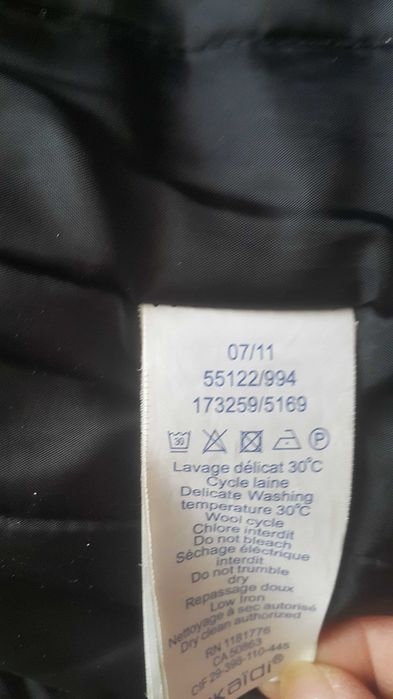 07/11
55122/994
173259/5169
30 P
Lavage délicat 30°C
Cycle laine
Delicate Washing
temperature 30°C
Wool cycle
Chlore interdit
Do not bleach
Séchage électrique
interdit
Do not trumble
dry
Repassage doux
Low Iron
Nettoyage à sec autorisé
Dry clean authorized
RN 1181776
CA 50863
CIF 29-395-110-445
kaïdi®